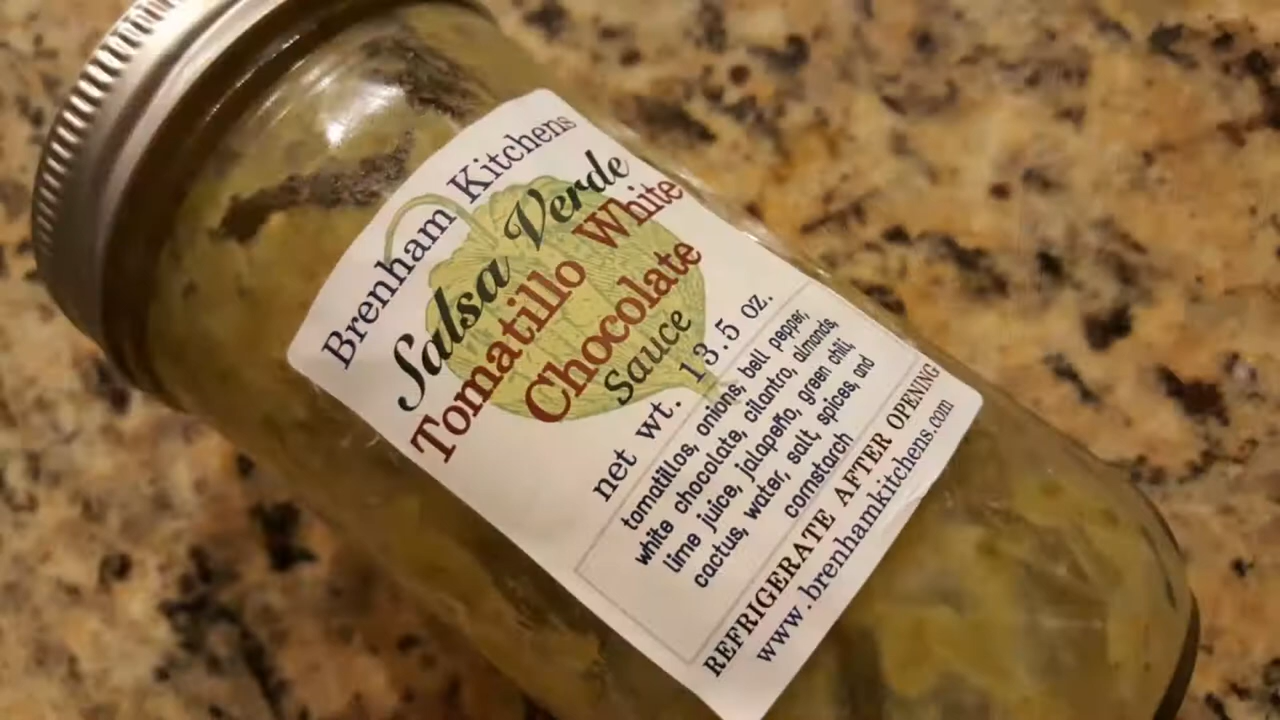 Brenham Kitchens
Salsa Verde
Tomatillo White
Chocolate
Sauce
net wt. 13.5 oz.
tomatillos, onions, bell pepper,
white chocolate, cilantro, almonds,
lime juice, jalapeño, green chili,
cactus, water, salt, spices, and
cornstarch
REFRIGERATE AFTER OPENING
www.brenhamkitchens.com